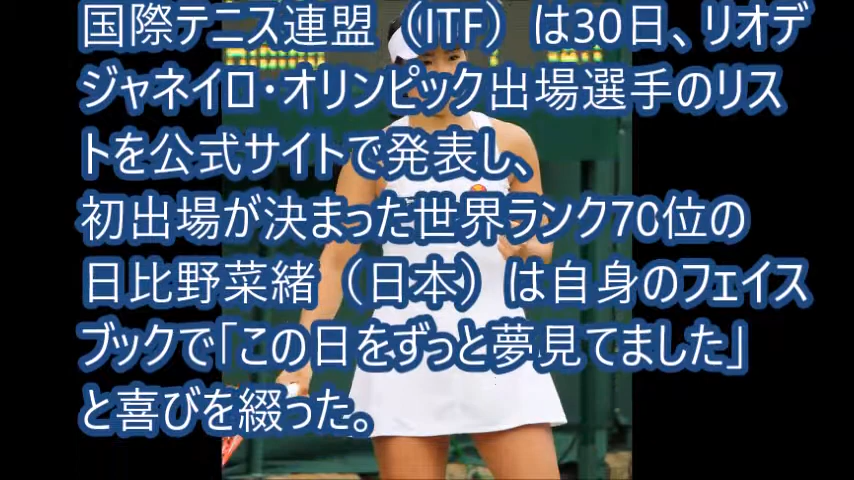 国際テニス連盟（ITF）は30日、リオデ
ジャネイロ・オリンピック出場選手のリス
トを公式サイトで発表し、
初出場が決まった世界ランク70位の
日比野菜緒（日本）は自身のフェイス
ブックで「この日をずっと夢見てました」
と喜びを綴った。